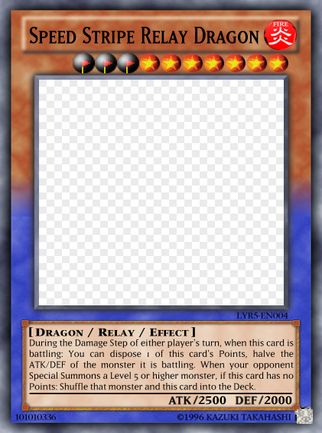 Speed Stripe Relay Dragon
FIRE
炎
LYR5-EN004
[ Dragon / Relay / Effect ]
During the Damage Step of either player's turn, when this card is
battling: You can dispose 1 of this card's Points, halve the
ATK/DEF of the monster it is battling. When your opponent
Special Summons a Level 5 or higher monster, if this card has no
Points: Shuffle that monster and this card into the Deck.
ATK/2500 DEF/2000
101010336
©1996 KAZUKI TAKAHASHI